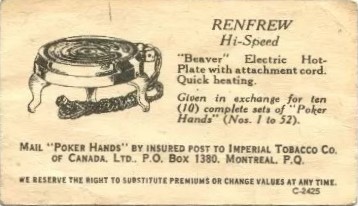 RENFREW
Hi-Speed
"Beaver" Electric Hot-
Plate with attachment cord.
Quick heating.
Given in exchange for ten
(10) complete sets of "Poker
Hands" (Nos. 1 to 52).
MAIL "POKER HANDS" BY INSURED POST TO IMPERIAL TOBACCO CO.
OF CANADA, LTD., P.O. BOX 1380, MONTREAL, P.Q.
WE RESERVE THE RIGHT TO SUBSTITUTE PREMIUMS OR CHANGE VALUES AT ANY TIME.
C-2425